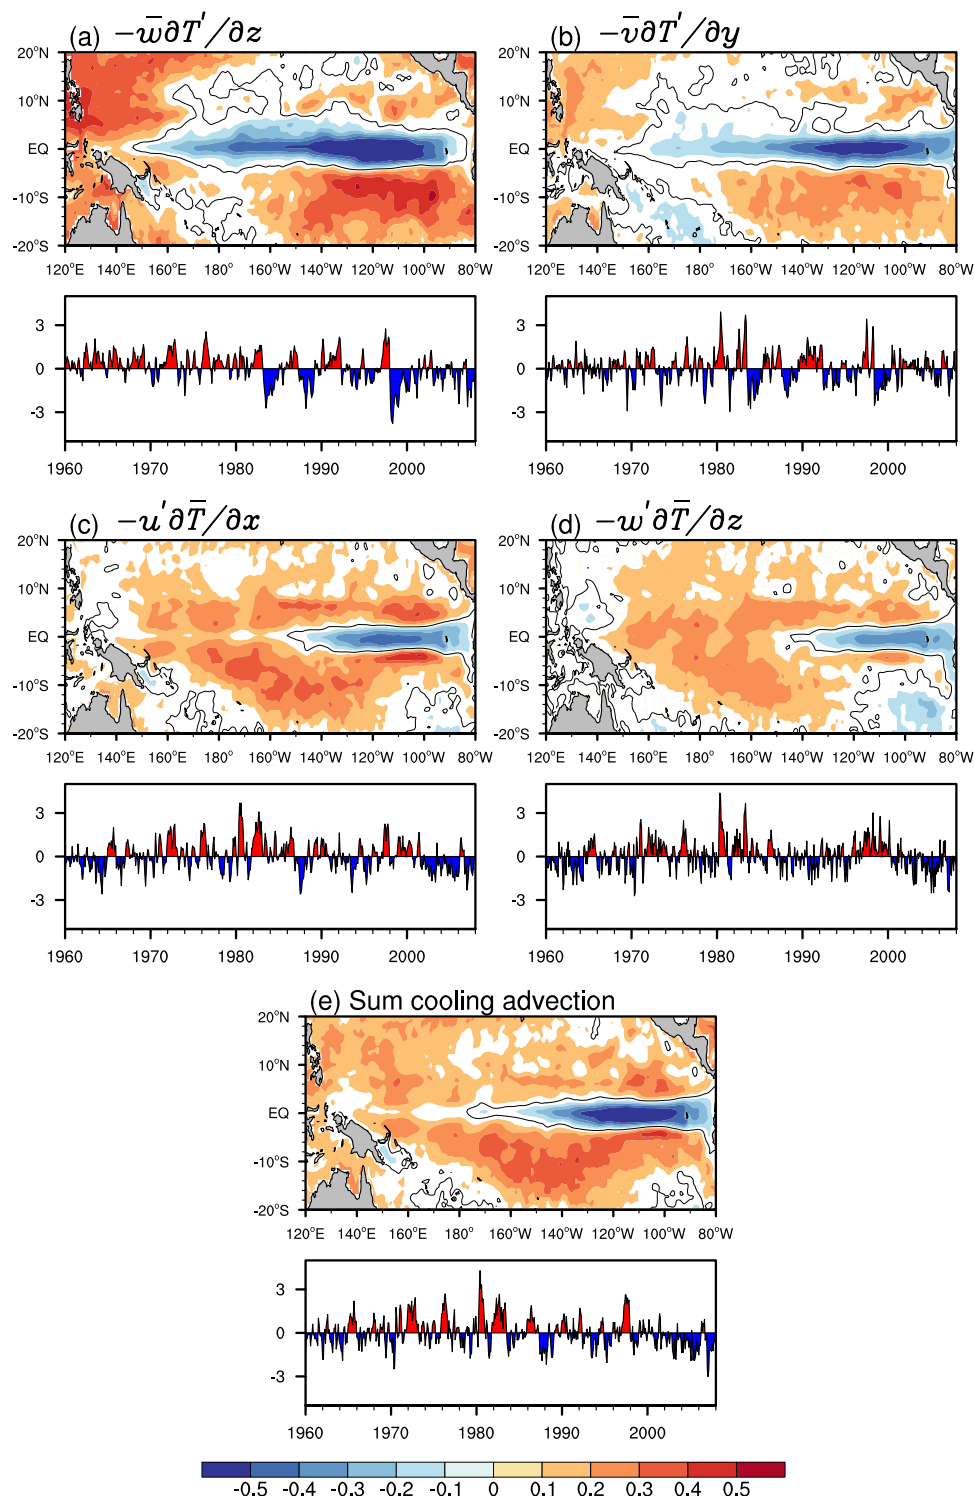 (a) −w̄∂T′/∂z
(b) −v̄∂T′/∂y
20°N 10°N EQ −10°S −20°S
20°N 10°N EQ −10°S −20°S
120°E 140°E 160°E 180° 160°W 140°W 120°W 100°W 80°W
120°E 140°E 160°E 180° 160°W 140°W 120°W 100°W 80°W
3 0 -3
3 0 -3
1960 1970 1980 1990 2000
1960 1970 1980 1990 2000
(c) −u′∂T̄/∂x
(d) −w′∂T̄/∂z
20°N 10°N EQ -10°S -20°S
20°N 10°N EQ -10°S -20°S
120°E 140°E 160°E 180° 160°W 140°W 120°W 100°W 80°W
120°E 140°E 160°E 180° 160°W 140°W 120°W 100°W 80°W
3 0 -3
3 0 -3
1960 1970 1980 1990 2000
1960 1970 1980 1990 2000
(e) Sum cooling advection
20°N 10°N EQ -10°S -20°S
120°E 140°E 160°E 180° 160°W 140°W 120°W 100°W 80°W
3 0 -3
1960 1970 1980 1990 2000
-0.5 -0.4 -0.3 -0.2 -0.1 0 0.1 0.2 0.3 0.4 0.5